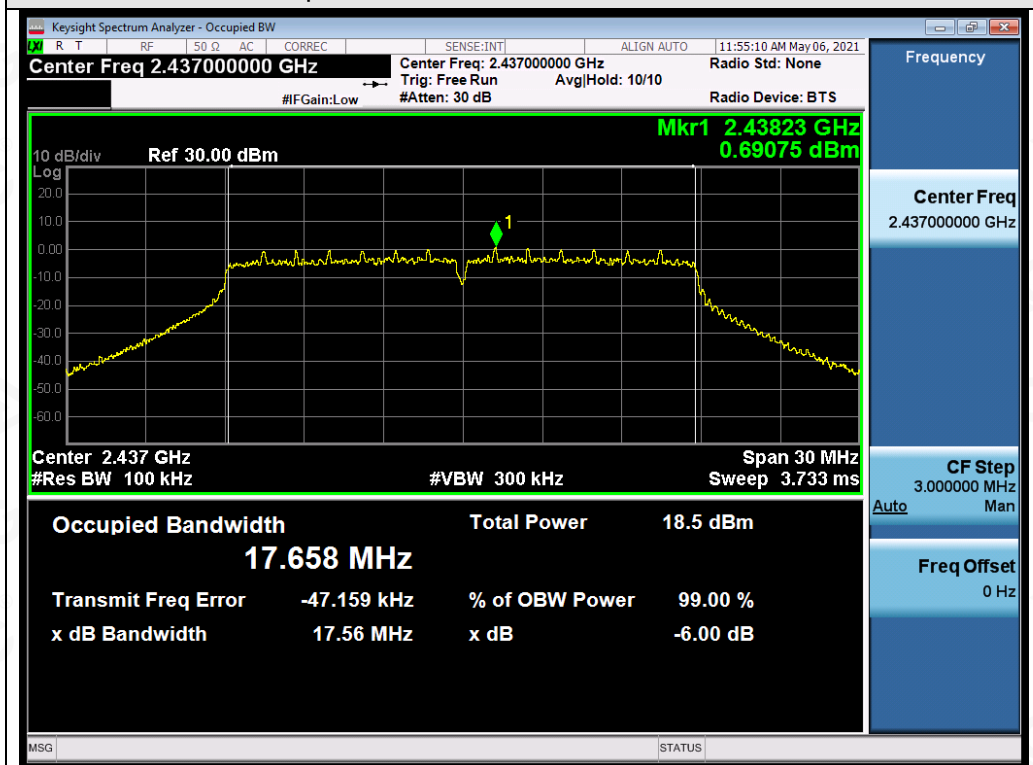 Keysight Spectrum Analyzer - Occupied BW
LXI R T RF 50 Ω AC CORREC SENSE:INT ALIGN AUTO 11:55:10 AM May 06, 2021
Center Freq 2.437000000 GHz
Center Freq: 2.437000000 GHz Radio Std: None
Trig: Free Run Avg|Hold: 10/10
#IFGain:Low #Atten: 30 dB Radio Device: BTS
Mkr1 2.43823 GHz
0.69075 dBm
10 dB/div Ref 30.00 dBm
Log
20.0
10.0
1
0.00
-10.0
-20.0
-30.0
-40.0
-50.0
-60.0
Center 2.437 GHz Span 30 MHz
#Res BW 100 kHz #VBW 300 kHz Sweep 3.733 ms
Occupied Bandwidth Total Power 18.5 dBm
17.658 MHz
Transmit Freq Error -47.159 kHz % of OBW Power 99.00 %
x dB Bandwidth 17.56 MHz x dB -6.00 dB
MSG STATUS
Frequency
Center Freq
2.437000000 GHz
CF Step
3.000000 MHz
Auto Man
Freq Offset
0 Hz